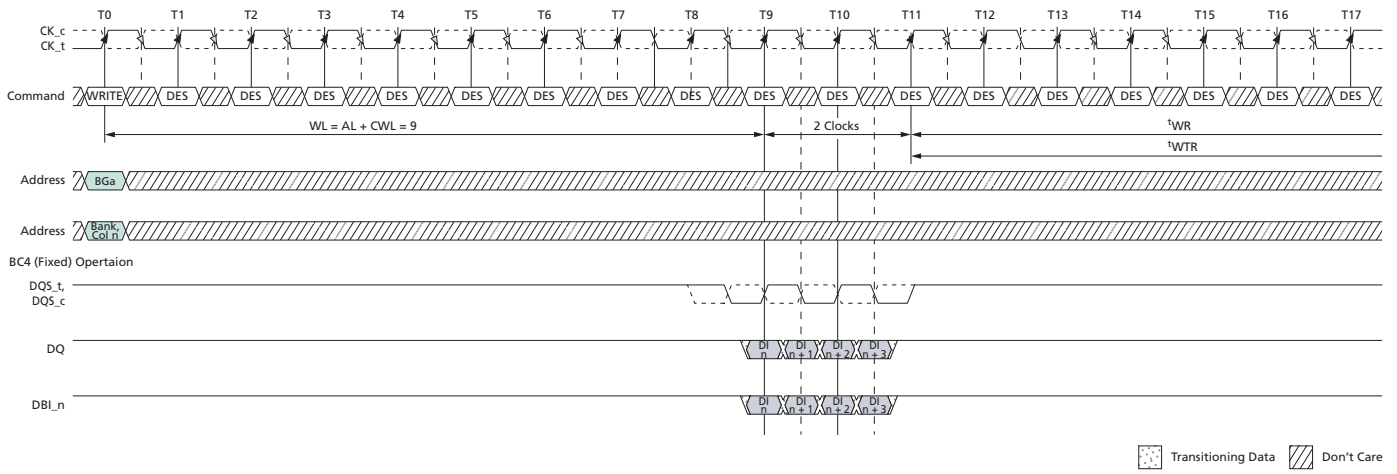 T0 T1 T2 T3 T4 T5 T6 T7 T8 T9 T10 T11 T12 T13 T14 T15 T16 T17
CK_c
CK_t
Command WRITE DES DES DES DES DES DES DES DES DES DES DES DES DES DES DES DES DES
WL = AL + CWL = 9 2 Clocks tWR
tWTR
Address BGa
Address Bank, Col n
BC4 (Fixed) Opertaion
DQS_t,
DQS_c
DQ DI n DI n + 1 DI n + 2 DI n + 3
DBI_n DI n DI n + 1 DI n + 2 DI n + 3
Transitioning Data Don't Care